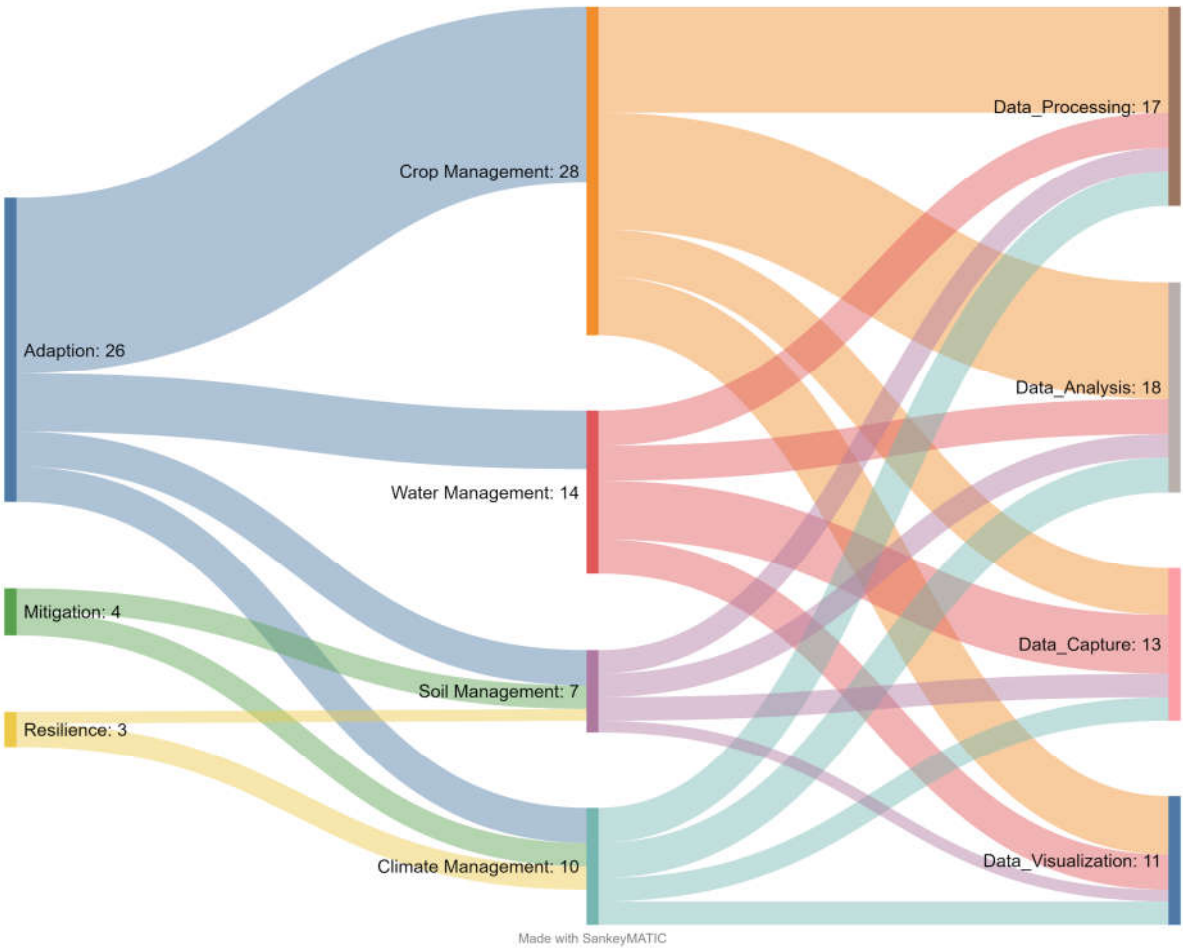 Data_Processing: 17
Crop Management: 28
Adaption: 26
Data_Analysis: 18
Water Management: 14
Mitigation: 4
Data_Capture: 13
Soil Management: 7
Resilience: 3
Data_Visualization: 11
Climate Management: 10
Made with SankeyMATIC